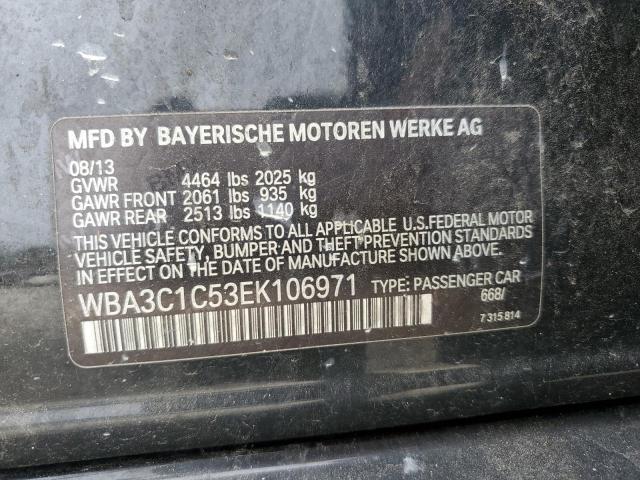 MFD BY BAYERISCHE MOTOREN WERKE AG
08/13
GVWR 4464 lbs 2025 kg
GAWR FRONT 2061 lbs 935 kg
GAWR REAR 2513 lbs 1140 kg
THIS VEHICLE CONFORMS TO ALL APPLICABLE U.S.FEDERAL MOTOR
VEHICLE SAFETY, BUMPER AND THEFT PREVENTION STANDARDS
IN EFFECT ON THE DATE OF MANUFACTURE SHOWN ABOVE.
WBA3C1C53EK106971 TYPE: PASSENGER CAR
668/
7 315 814